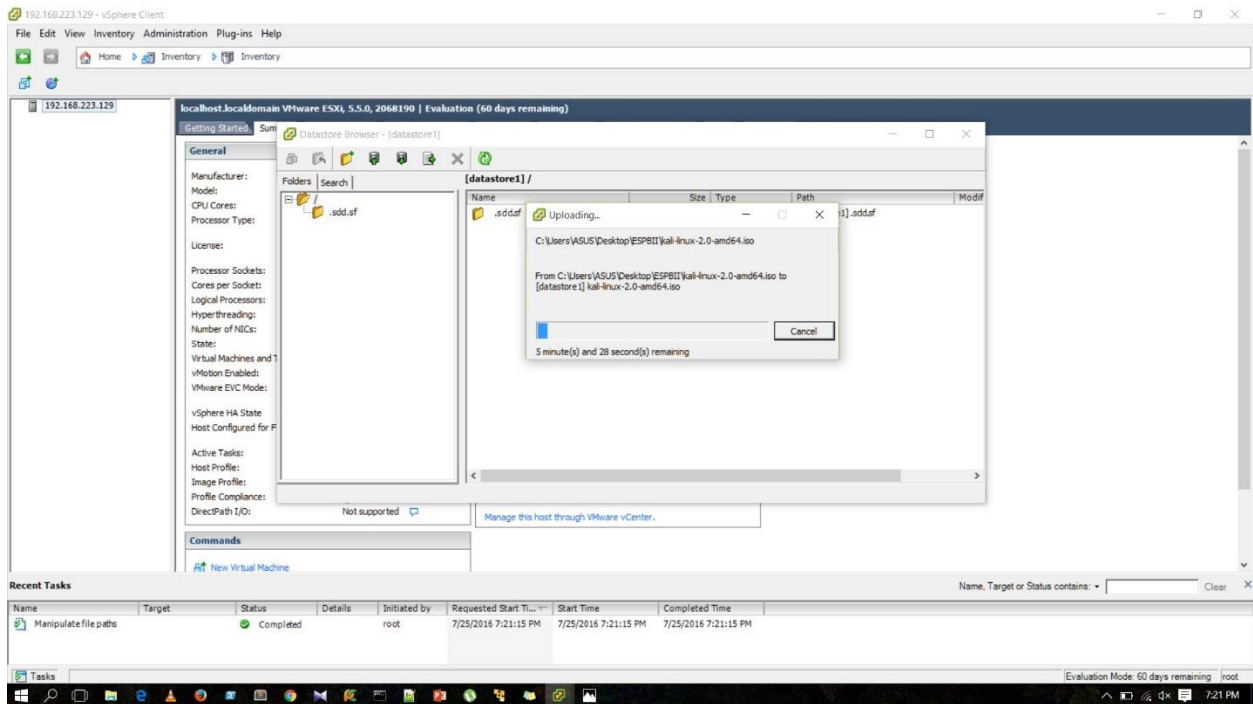 192.168.223.129 - vSphere Client
File Edit View Inventory Administration Plug-ins Help
Home Inventory Inventory
192.168.223.129
localhost.localdomain VMware ESXi, 5.5.0, 2068190 | Evaluation (60 days remaining)
Getting Started Sum
General
Manufacturer:
Model:
CPU Cores:
Processor Type:
License:
Processor Sockets:
Cores per Socket:
Logical Processors:
Hyperthreading:
Number of NICs:
State:
Virtual Machines and T
vMotion Enabled:
VMware EVC Mode:
vSphere HA State
Host Configured for F
Active Tasks:
Host Profile:
Image Profile:
Profile Compliance:
DirectPath I/O: Not supported
Manage this host through VMware vCenter.
Commands
New Virtual Machine
Datastore Browser - [datastore1]
Folders Search
[datastore1] /
/
.sdd.sf
Name Size Type Path Modif
.sdd.sf 1] .sdd.sf
Uploading...
C:\Users\ASUS\Desktop\ESPBII\kali-linux-2.0-amd64.iso
From C:\Users\ASUS\Desktop\ESPBII\kali-linux-2.0-amd64.iso to
[datastore1] kali-linux-2.0-amd64.iso
Cancel
5 minute(s) and 28 second(s) remaining
Recent Tasks
Name, Target or Status contains: Clear
Name Target Status Details Initiated by Requested Start Ti... Start Time Completed Time
Manipulate file paths Completed root 7/25/2016 7:21:15 PM 7/25/2016 7:21:15 PM 7/25/2016 7:21:15 PM
Tasks
Evaluation Mode: 60 days remaining root
7:21 PM